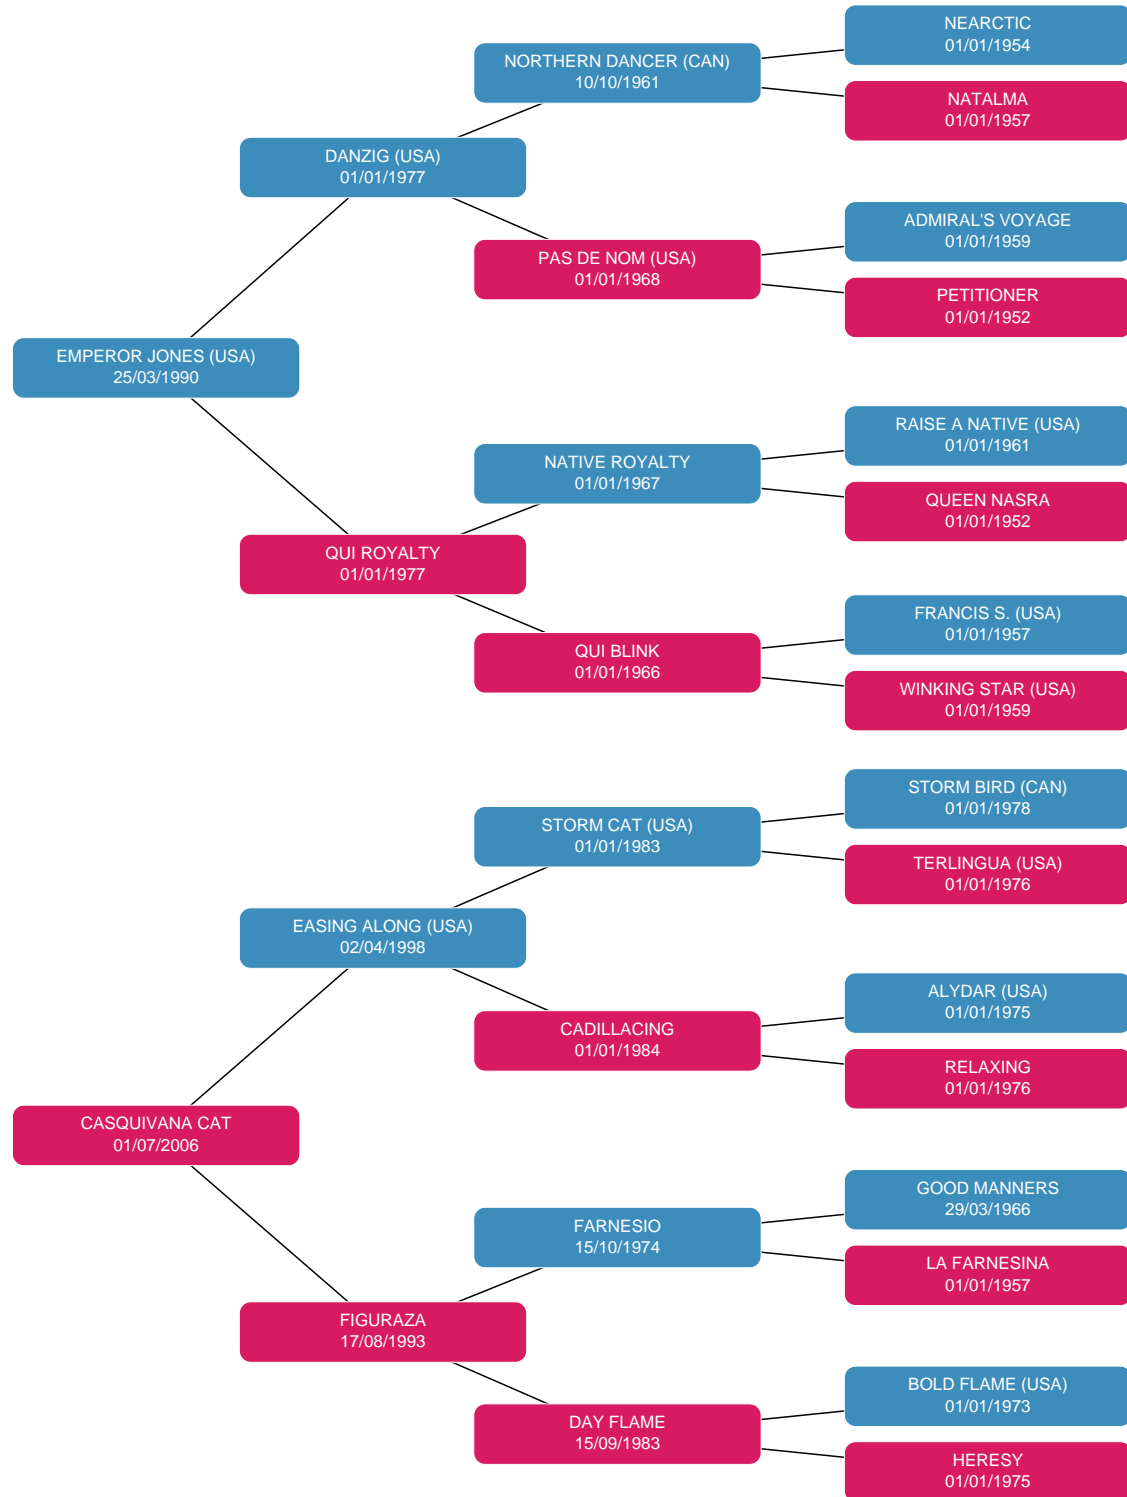 NEARCTIC
01/01/1954
NORTHERN DANCER (CAN)
10/10/1961
NATALMA
01/01/1957
DANZIG (USA)
01/01/1977
ADMIRAL'S VOYAGE
01/01/1959
PAS DE NOM (USA)
01/01/1968
PETITIONER
01/01/1952
EMPEROR JONES (USA)
25/03/1990
RAISE A NATIVE (USA)
01/01/1961
NATIVE ROYALTY
01/01/1967
QUEEN NASRA
01/01/1952
QUI ROYALTY
01/01/1977
FRANCIS S. (USA)
01/01/1957
QUI BLINK
01/01/1966
WINKING STAR (USA)
01/01/1959
STORM BIRD (CAN)
01/01/1978
STORM CAT (USA)
01/01/1983
TERLINGUA (USA)
01/01/1976
EASING ALONG (USA)
02/04/1998
ALYDAR (USA)
01/01/1975
CADILLACING
01/01/1984
RELAXING
01/01/1976
CASQUIVANA CAT
01/07/2006
GOOD MANNERS
29/03/1966
FARNESIO
15/10/1974
LA FARNESINA
01/01/1957
FIGURAZA
17/08/1993
BOLD FLAME (USA)
01/01/1973
DAY FLAME
15/09/1983
HERESY
01/01/1975